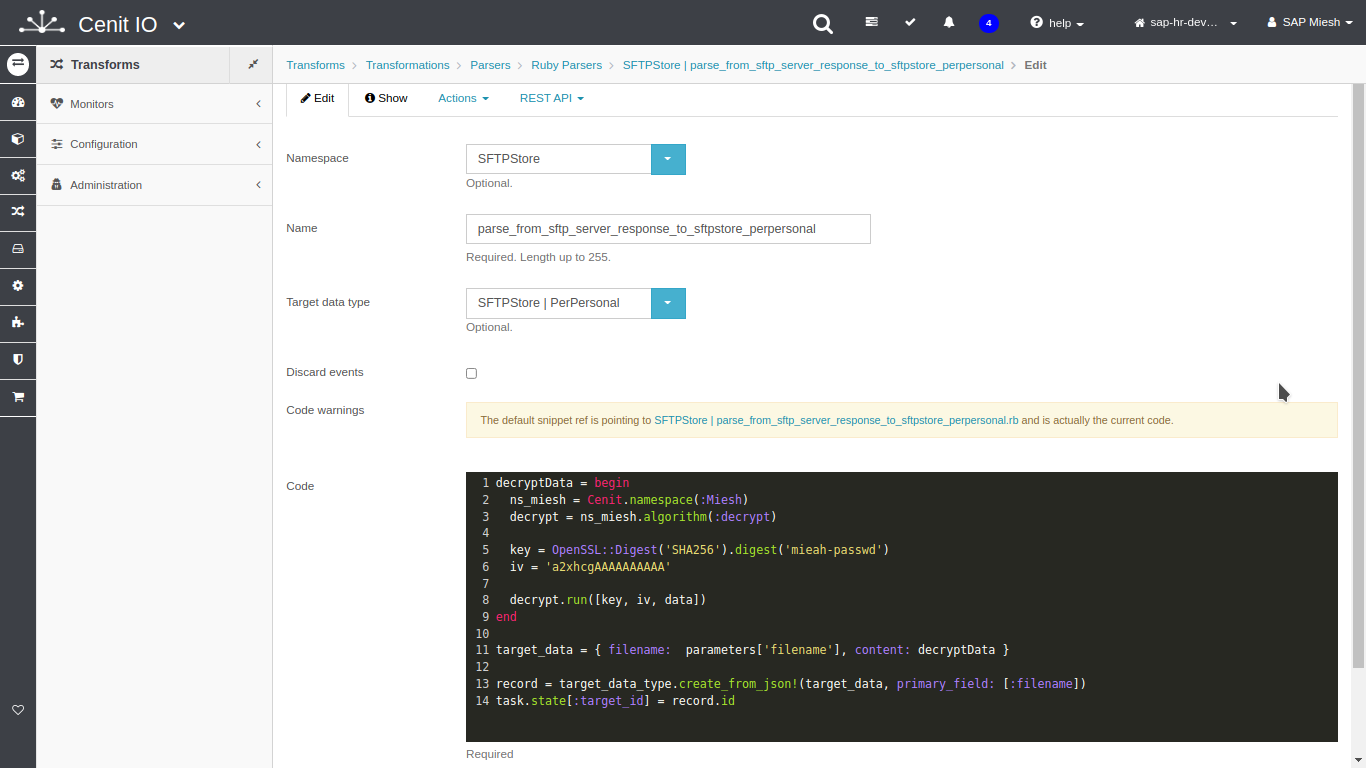 Cenit IO
4
help
sap-hr-dev...
SAP Miesh
Transforms
Transforms
Transformations
Parsers
Ruby Parsers
SFTPStore | parse_from_sftp_server_response_to_sftpstore_perpersonal
Edit
Monitors
Configuration
Administration
Edit
Show
Actions
REST API
Namespace
SFTPStore
Optional.
Name
parse_from_sftp_server_response_to_sftpstore_perpersonal
Required. Length up to 255.
Target data type
SFTPStore | PerPersonal
Optional.
Discard events
Code warnings
The default snippet ref is pointing to SFTPStore | parse_from_sftp_server_response_to_sftpstore_perpersonal.rb and is actually the current code.
Code
1 decryptData = begin
2   ns_miesh = Cenit.namespace(:Miesh)
3   decrypt = ns_miesh.algorithm(:decrypt)
4
5   key = OpenSSL::Digest('SHA256').digest('mieah-passwd')
6   iv = 'a2xhcgAAAAAAAAAA'
7
8   decrypt.run([key, iv, data])
9 end
10
11 target_data = { filename:  parameters['filename'], content: decryptData }
12
13 record = target_data_type.create_from_json!(target_data, primary_field: [:filename])
14 task.state[:target_id] = record.id
Required